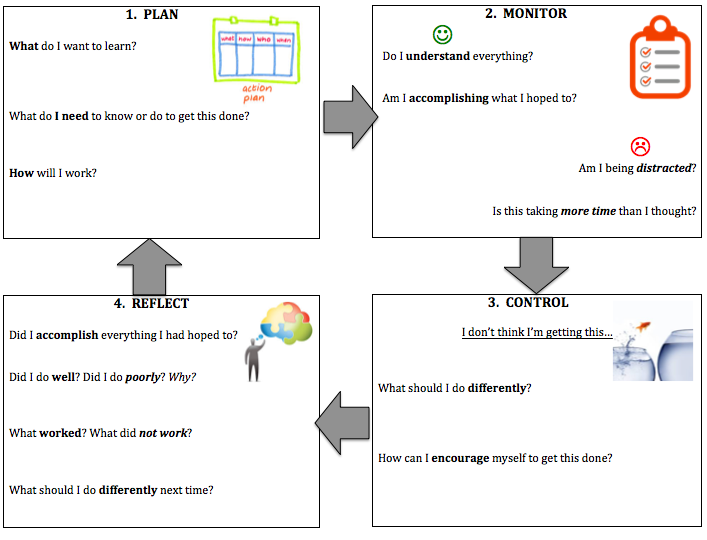 1. PLAN
What do I want to learn?
what how who when
action
plan
What do I need to know or do to get this done?
How will I work?
2. MONITOR
Do I understand everything?
Am I accomplishing what I hoped to?
Am I being distracted?
Is this taking more time than I thought?
3. CONTROL
I don't think I'm getting this...
What should I do differently?
How can I encourage myself to get this done?
4. REFLECT
Did I accomplish everything I had hoped to?
Did I do well? Did I do poorly? Why?
What worked? What did not work?
What should I do differently next time?